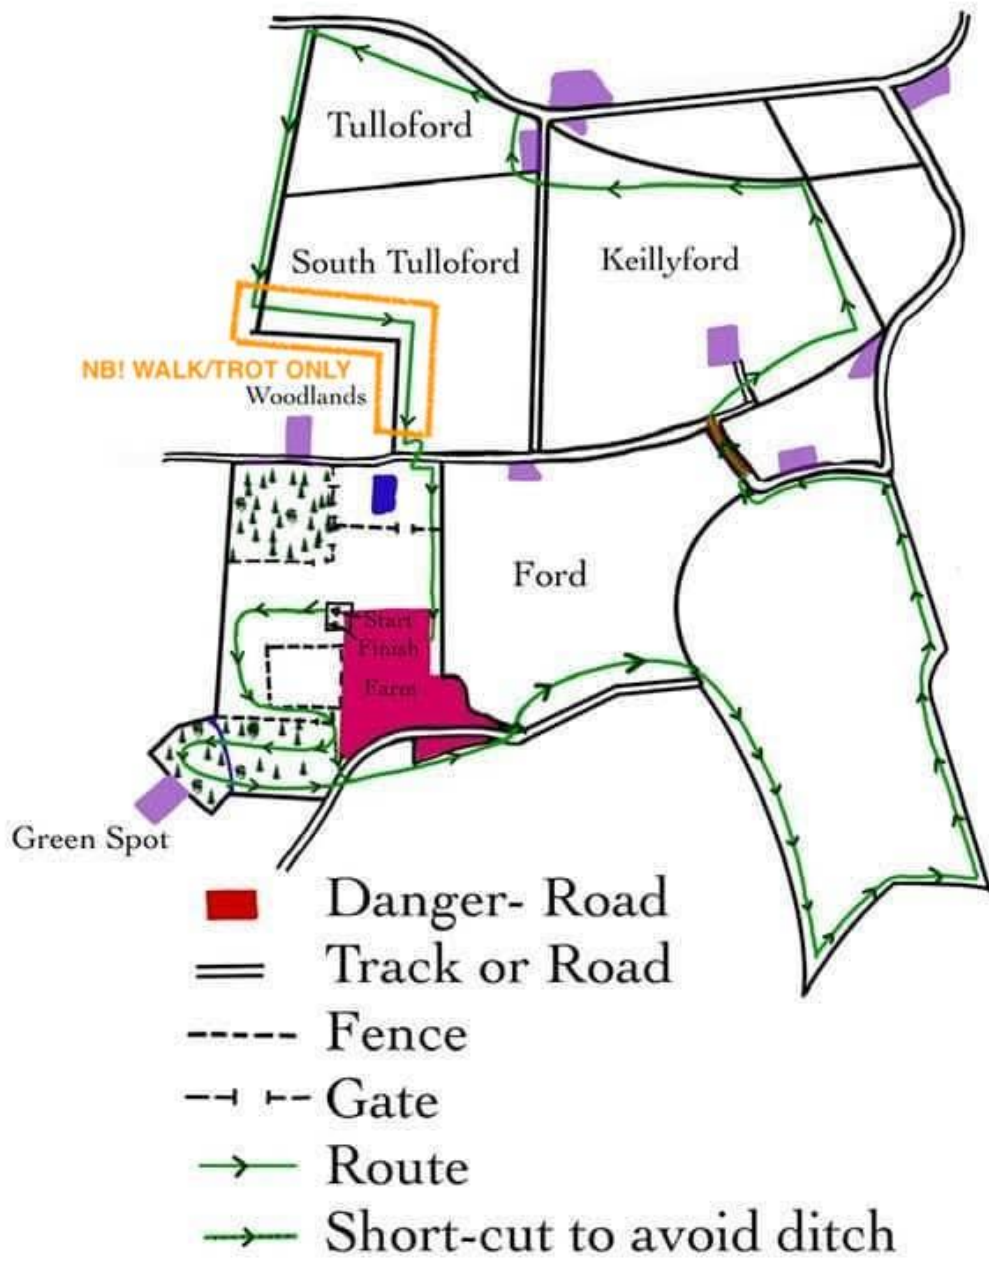 Tulloford
South Tulloford
Keillyford
NB! WALK/TROT ONLY
Woodlands
Ford
Start
Finish
Farm
Green Spot
Danger- Road
Track or Road
Fence
Gate
Route
Short-cut to avoid ditch